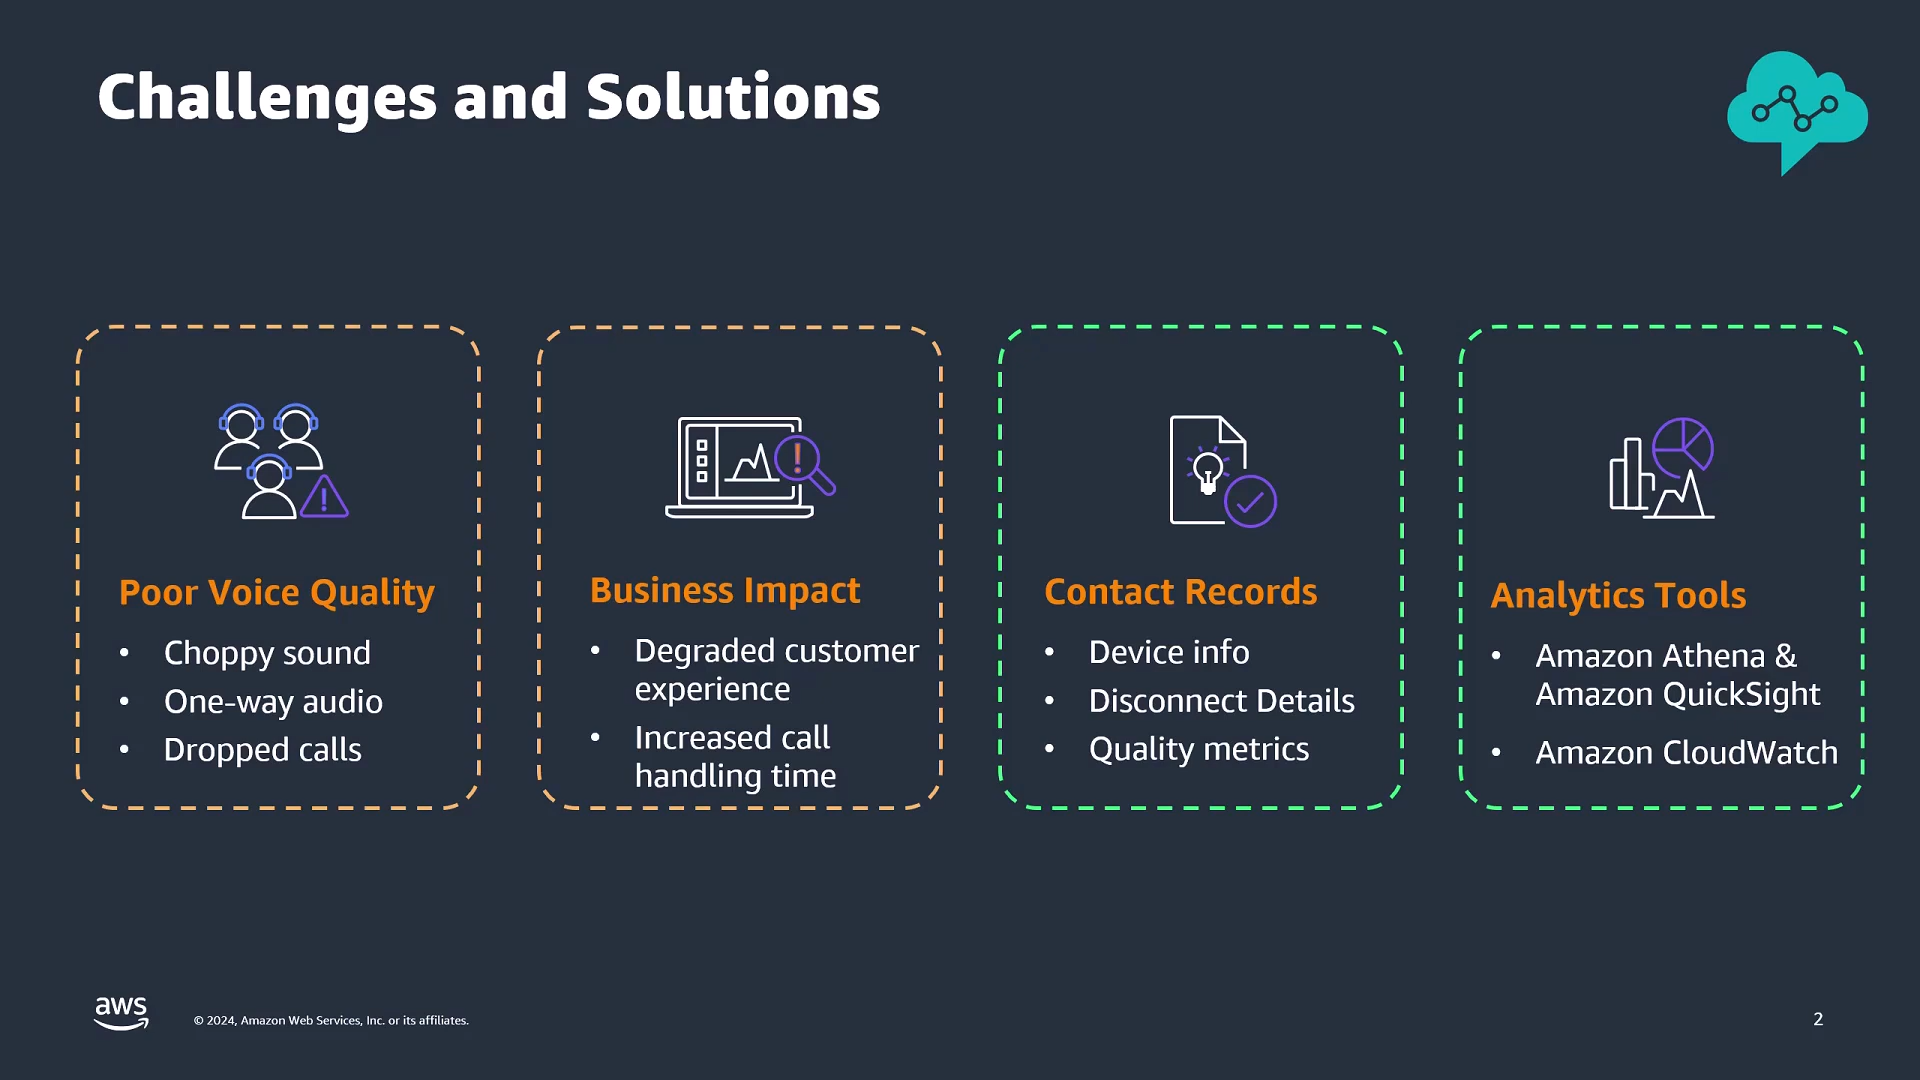 Challenges and Solutions
Poor Voice Quality
• Choppy sound
• One-way audio
• Dropped calls
Business Impact
• Degraded customer
experience
• Increased call
handling time
Contact Records
• Device info
• Disconnect Details
• Quality metrics
Analytics Tools
• Amazon Athena &
Amazon QuickSight
• Amazon CloudWatch
aws
© 2024, Amazon Web Services, Inc. or its affiliates.
2